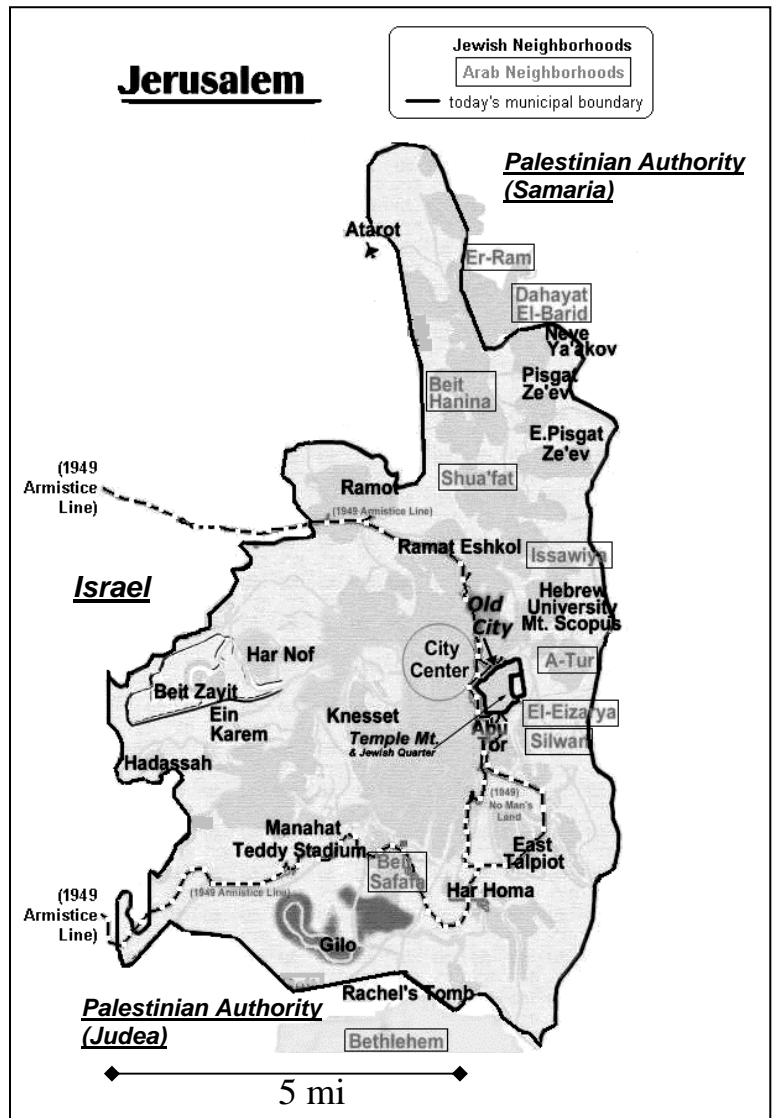 Jerusalem
Jewish Neighborhoods
Arab Neighborhoods
today's municipal boundary
Palestinian Authority
(Samaria)
Atarot
Er-Ram
Dahayat
El-Barid
Neve
Ya'akov
Pisgat
Ze'ev
Beit
Hanina
E.Pisgat
Ze'ev
(1949
Armistice
Line)
Ramot
Shua'fat
(1949 Armistice Line)
Ramat Eshkol
Issawiya
Israel
Hebrew
University
Mt. Scopus
Old
City
City
Center
Har Nof
A-Tur
Beit Zayit
Ein
Karem
Knesset
Temple Mt.
& Jewish Quarter
El-Eizarya
Abu
Tor
Silwan
Hadassah
(1949)
No Man's
Land
Manahat
Teddy Stadium
East
Talpiot
Beit
Safafa
Har Homa
(1949 Armistice Line)
(1949
Armistice
Line)
Gilo
Rachel's Tomb
Palestinian Authority
(Judea)
Bethlehem
5 mi